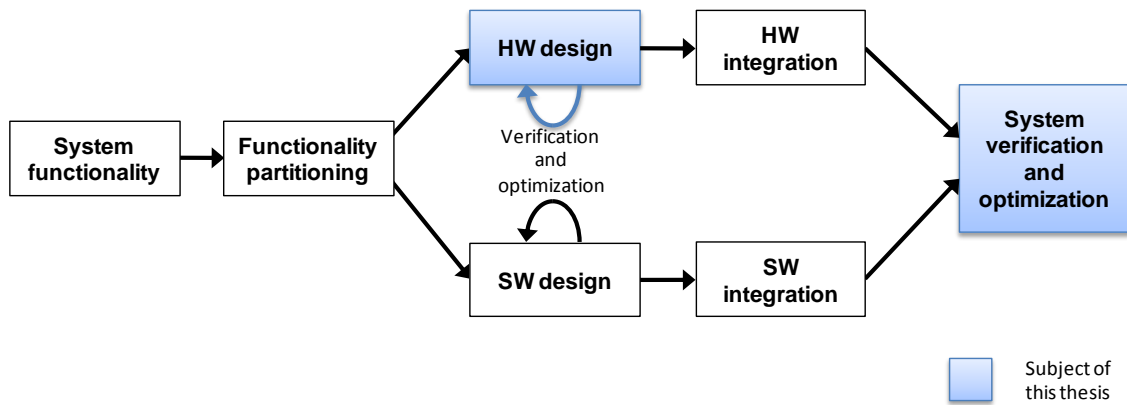 HW design
HW
integration
Verification
and
optimization
System
functionality
Functionality
partitioning
System
verification
and
optimization
SW design
SW
integration
Subject of
this thesis